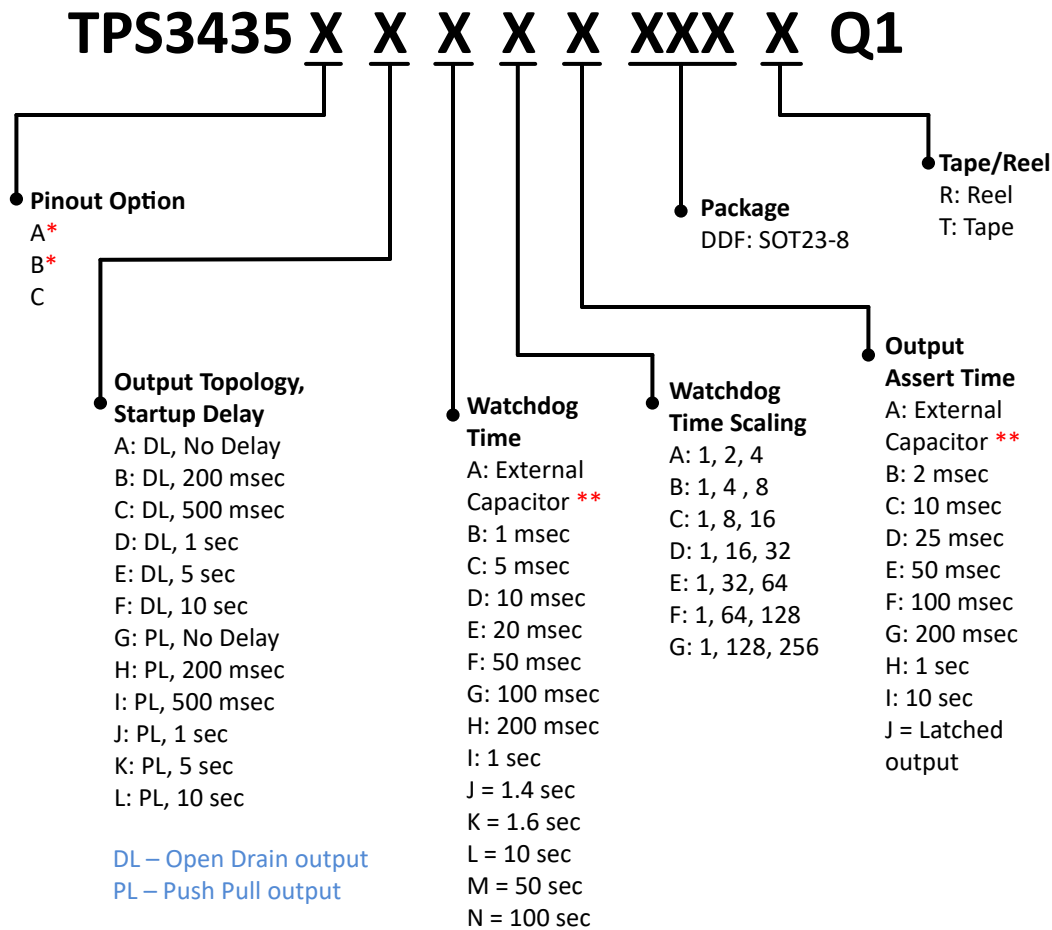 TPS3435 X X X X X XXX X Q1
Pinout Option
A*
B*
C
Output Topology,
Startup Delay
A: DL, No Delay
B: DL, 200 msec
C: DL, 500 msec
D: DL, 1 sec
E: DL, 5 sec
F: DL, 10 sec
G: PL, No Delay
H: PL, 200 msec
I: PL, 500 msec
J: PL, 1 sec
K: PL, 5 sec
L: PL, 10 sec
DL – Open Drain output
PL – Push Pull output
Watchdog
Time
A: External
Capacitor **
B: 1 msec
C: 5 msec
D: 10 msec
E: 20 msec
F: 50 msec
G: 100 msec
H: 200 msec
I: 1 sec
J = 1.4 sec
K = 1.6 sec
L = 10 sec
M = 50 sec
N = 100 sec
Watchdog
Time Scaling
A: 1, 2, 4
B: 1, 4 , 8
C: 1, 8, 16
D: 1, 16, 32
E: 1, 32, 64
F: 1, 64, 128
G: 1, 128, 256
Package
DDF: SOT23-8
Output
Assert Time
A: External
Capacitor **
B: 2 msec
C: 10 msec
D: 25 msec
E: 50 msec
F: 100 msec
G: 200 msec
H: 1 sec
I: 10 sec
J = Latched
output
Tape/Reel
R: Reel
T: Tape